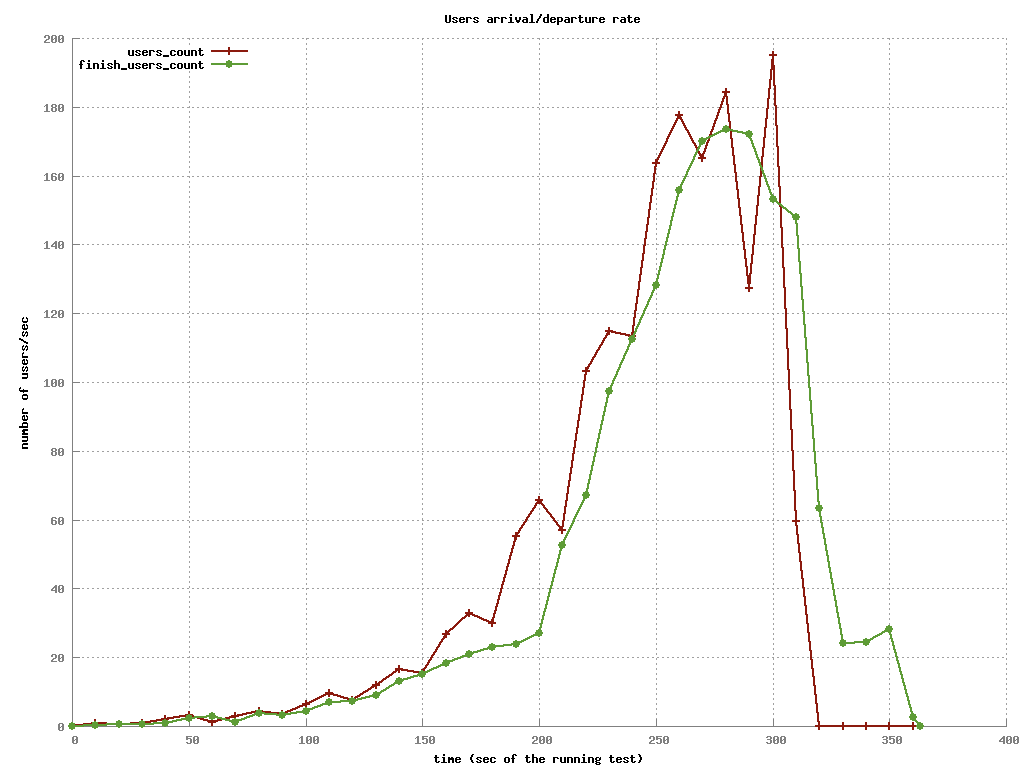 Users arrival/departure rate
users_count
finish_users_count
200
180
160
140
120
100
80
60
40
20
0
number of users/sec
0 50 100 150 200 250 300 350 400
time (sec of the running test)